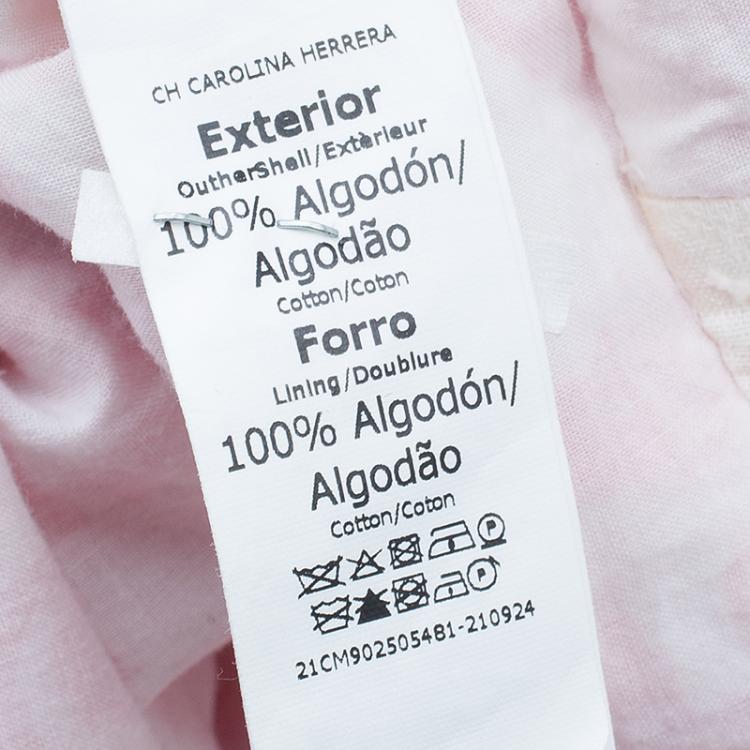 CH CAROLINA HERRERA
Exterior
OutherShell/Extèrieur
100% Algodón/
Algodão
Cotton/Coton
Forro
Lining/Doublure
100% Algodón/
Algodão
Cotton/Coton
P
P
21CM902505481-210924